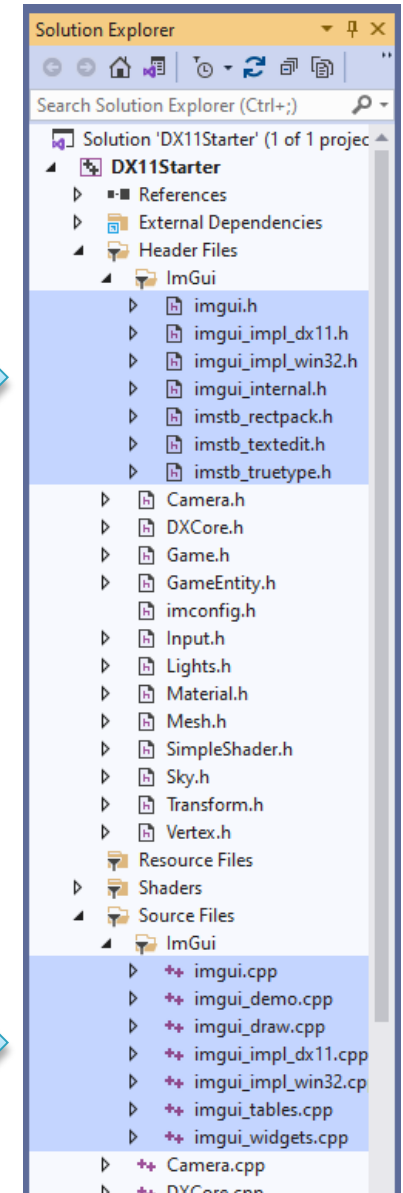 Solution Explorer
Search Solution Explorer (Ctrl+;)
Solution 'DX11Starter' (1 of 1 projec
DX11Starter
References
External Dependencies
Header Files
ImGui
imgui.h
imgui_impl_dx11.h
imgui_impl_win32.h
imgui_internal.h
imstb_rectpack.h
imstb_textedit.h
imstb_truetype.h
Camera.h
DXCore.h
Game.h
GameEntity.h
imconfig.h
Input.h
Lights.h
Material.h
Mesh.h
SimpleShader.h
Sky.h
Transform.h
Vertex.h
Resource Files
Shaders
Source Files
ImGui
imgui.cpp
imgui_demo.cpp
imgui_draw.cpp
imgui_impl_dx11.cpp
imgui_impl_win32.cp
imgui_tables.cpp
imgui_widgets.cpp
Camera.cpp
DXCore.cpp